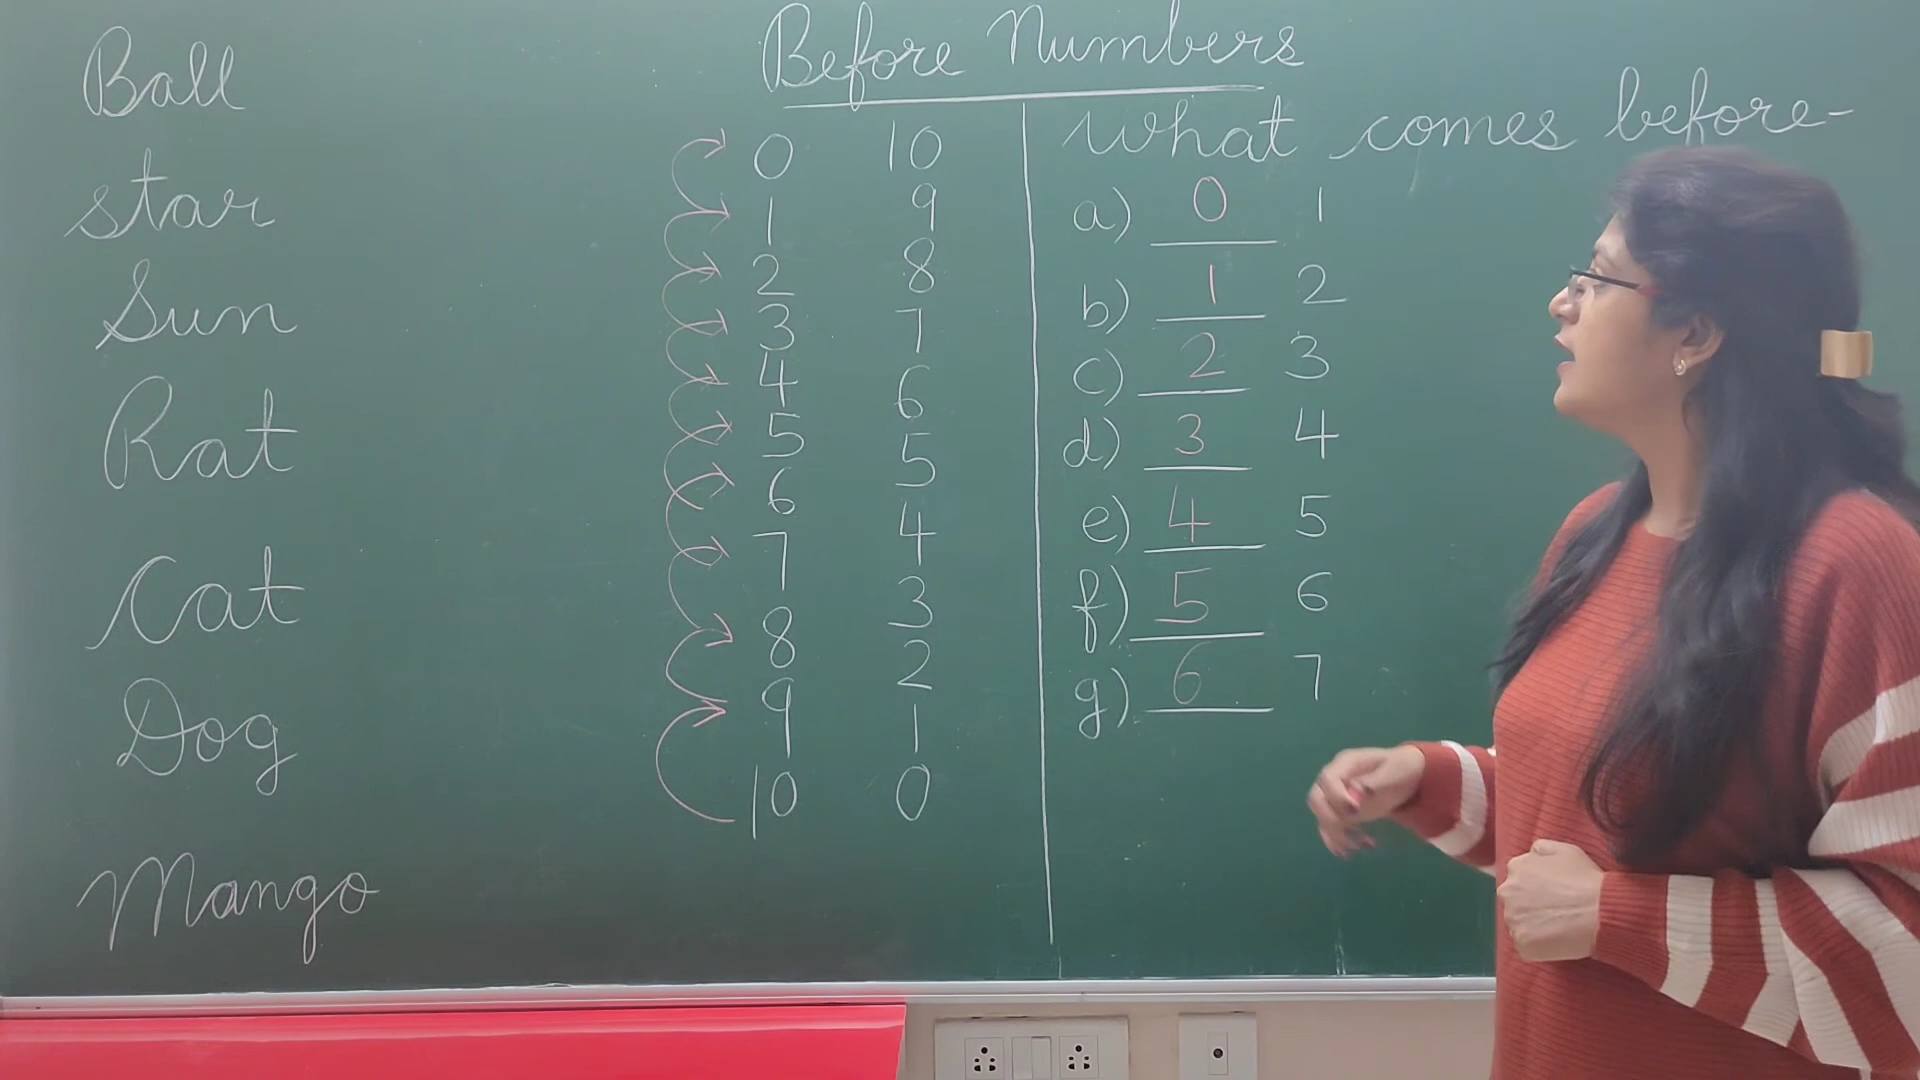 Before Numbers
Ball
star
Sun
Rat
Cat
Dog
Mango
0 10
1 9
2 8
3 7
4 6
5 5
6 4
7 3
8 2
9 1
10 0
What comes before-
a) 0 1
b) 1 2
c) 2 3
d) 3 4
e) 4 5
f) 5 6
g) 6 7